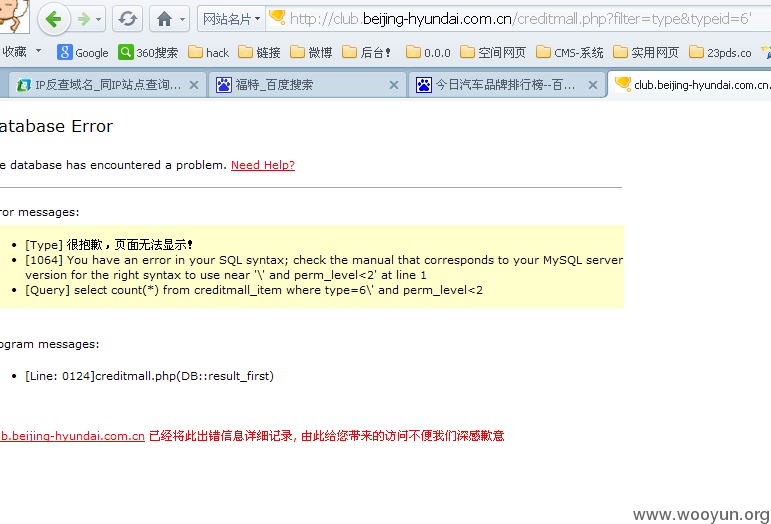 网站名片 http://club.beijing-hyundai.com.cn/creditmall.php?filter=type&typeid=6'
收藏 Google 360搜索 hack 链接 微博 后台! 0.0.0 空间网页 CMS-系统 实用网页 23pds.co
IP反查域名_同IP站点查询... 福特_百度搜索 今日汽车品牌排行榜--百... club.beijing-hyundai.com.cn.
atabase Error
e database has encountered a problem. Need Help?
ror messages:
[Type] 很抱歉，页面无法显示!
[1064] You have an error in your SQL syntax; check the manual that corresponds to your MySQL server
version for the right syntax to use near '\' and perm_level<2' at line 1
[Query] select count(*) from creditmall_item where type=6\' and perm_level<2
ogram messages:
[Line: 0124]creditmall.php(DB::result_first)
b.beijing-hyundai.com.cn 已经将此出错信息详细记录, 由此给您带来的访问不便我们深感歉意
www.wooyun.org